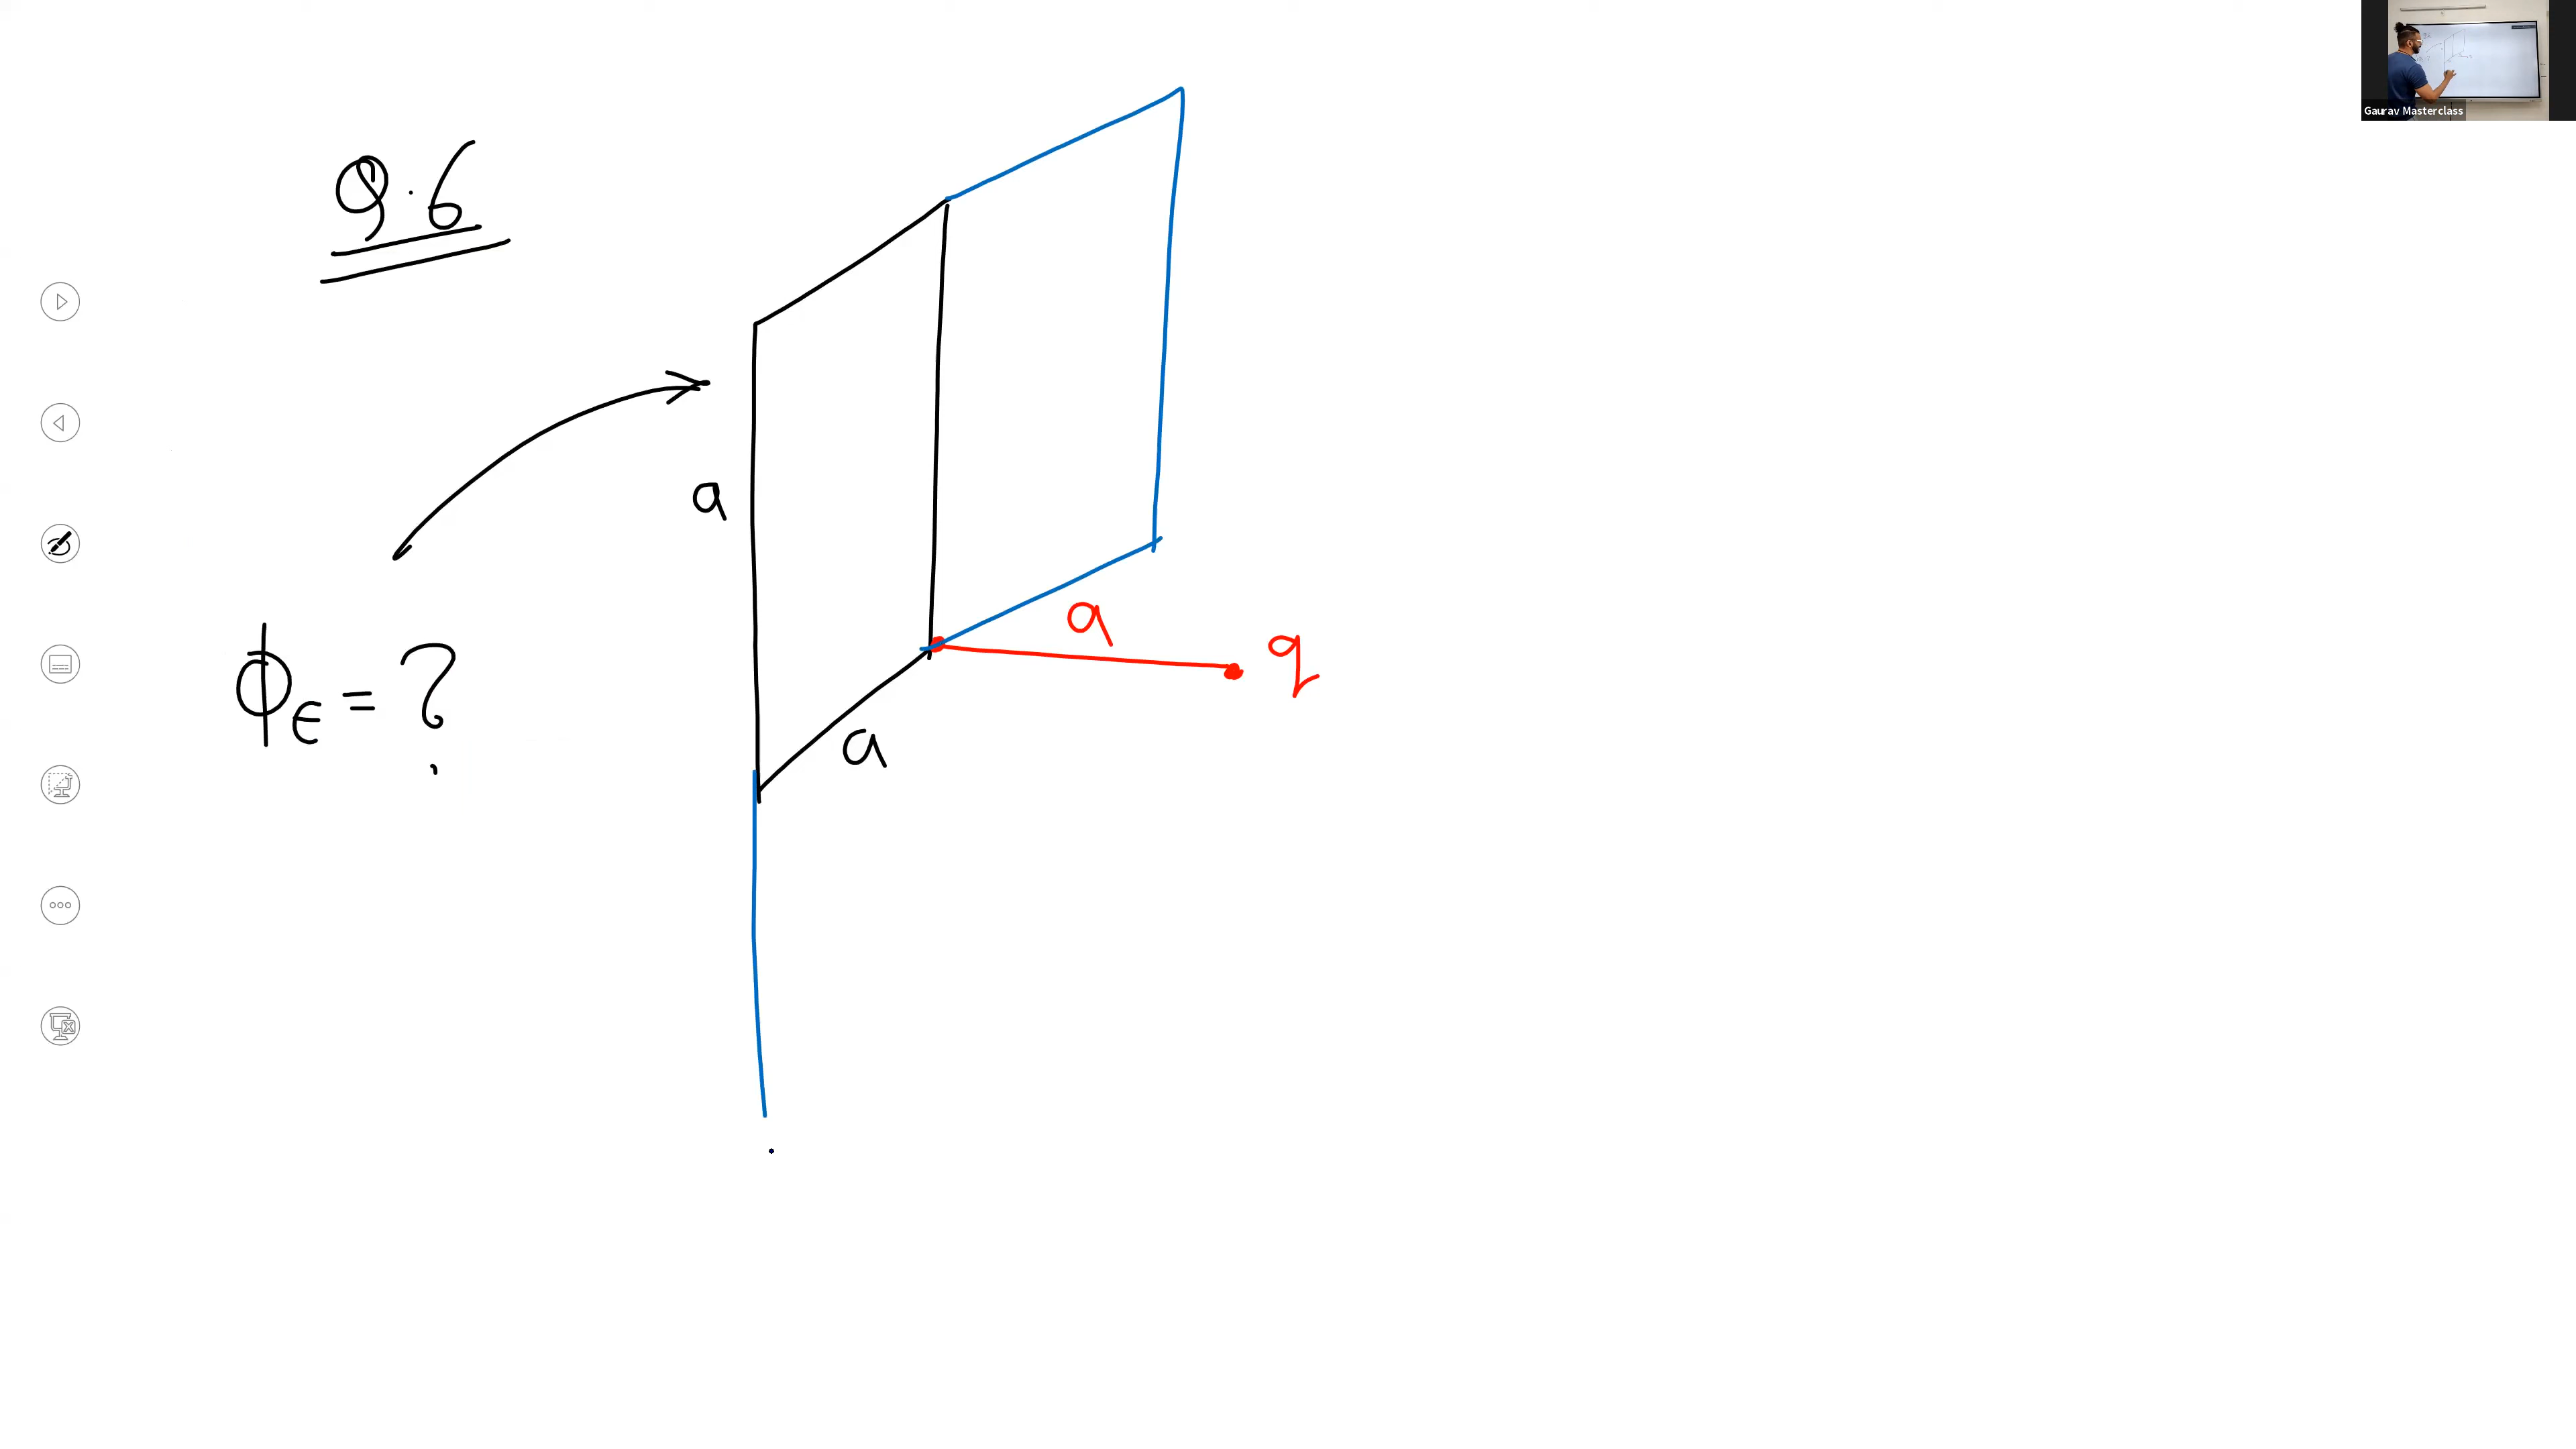 Q.6
a
a
q
a
ϕE = ?
Gaurav Masterclass